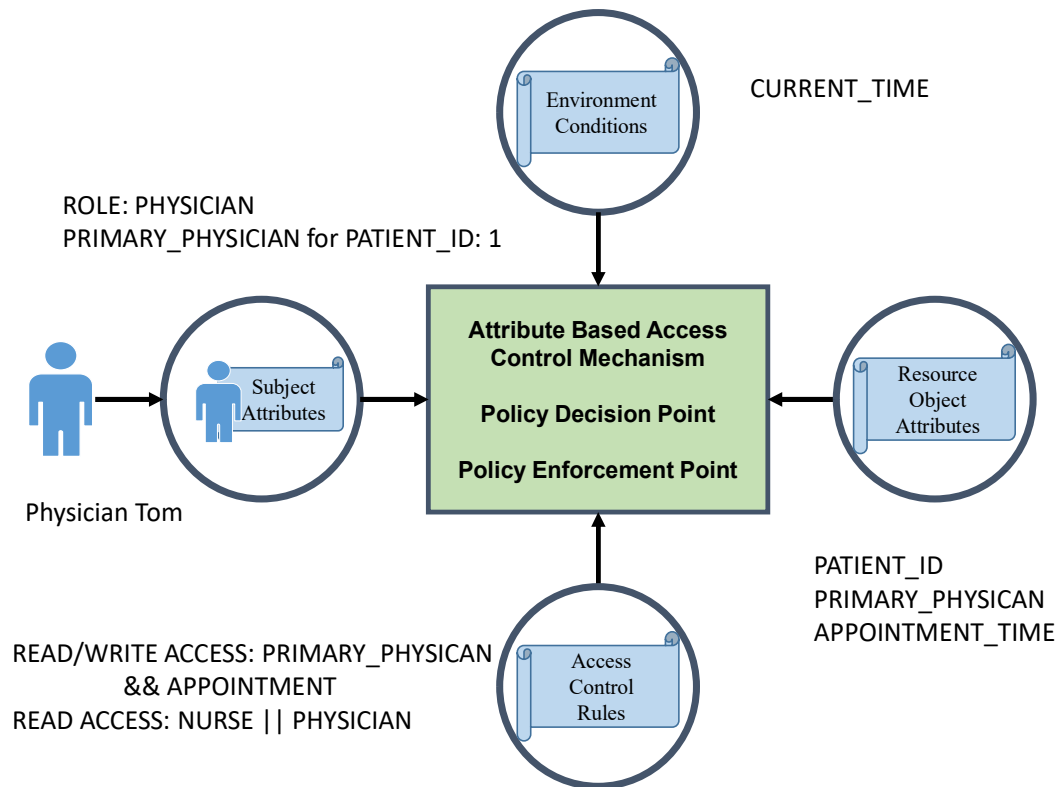 Environment
Conditions
CURRENT_TIME
ROLE: PHYSICIAN
PRIMARY_PHYSICIAN for PATIENT_ID: 1
Subject
Attributes
Physician Tom
Attribute Based Access
Control Mechanism
Policy Decision Point
Policy Enforcement Point
Resource
Object
Attributes
PATIENT_ID
PRIMARY_PHYSICAN
APPOINTMENT_TIME
READ/WRITE ACCESS: PRIMARY_PHYSICAN
&& APPOINTMENT
READ ACCESS: NURSE || PHYSICIAN
Access
Control
Rules